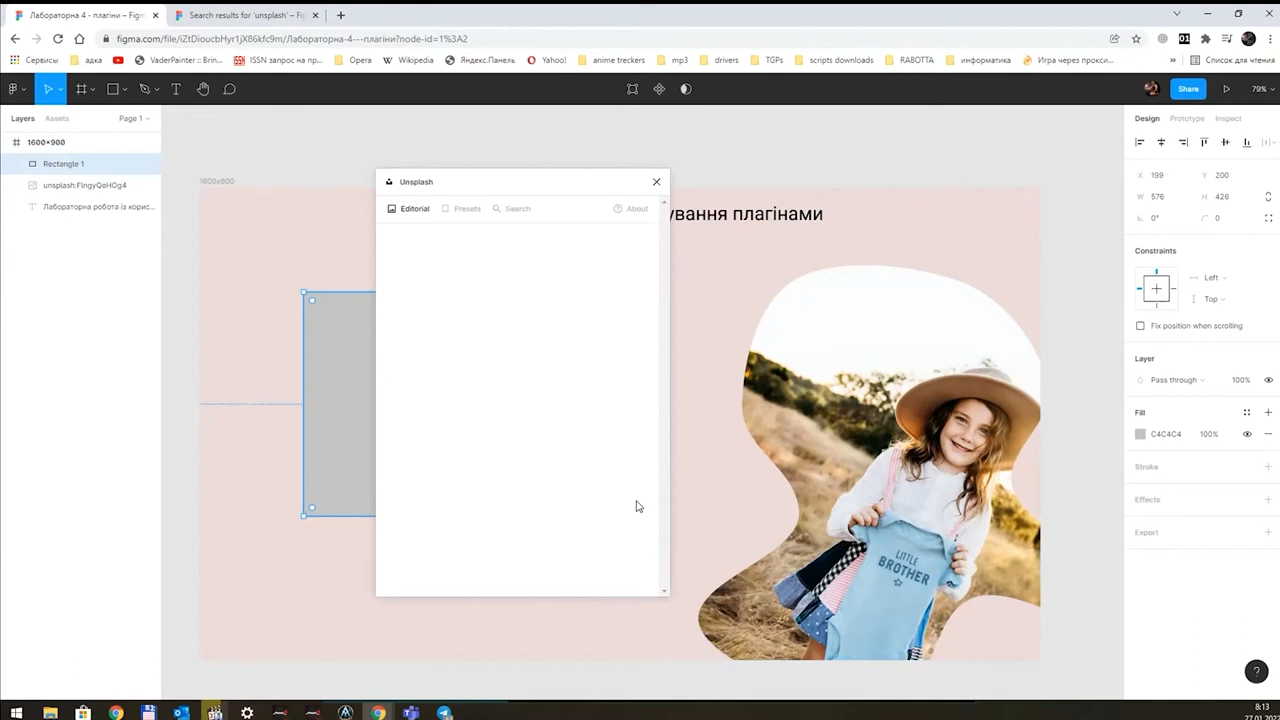 Лабораторна 4 - плагіни – Figm
Search results for 'unsplash' – Fig
figma.com/file/iZtDioucbHyr1jX86kfc9m/Лабораторна-4---плагіни?node-id=1%3A2
Сервисы
адка
VaderPainter :: Brin...
ISSN запрос на пр...
Opera
Wikipedia
Яндекс.Панель
Yahoo!
anime treckers
mp3
drivers
TGPs
scripts downloads
RABOTTA
информатика
Игра через прокси...
»
Список для чтения
Share
79%
Layers
Assets
Page 1
1600×900
Rectangle 1
unsplash:FIngyQeHOg4
Лабораторна робота із корис...
1600x900
ування плагінами
Unsplash
Editorial
Presets
Search
About
LITTLE
BROTHER
Design
Prototype
Inspect
X 199
Y 200
W 576
H 426
0°
0
Constraints
Left
Top
Fix position when scrolling
Layer
Pass through
100%
Fill
C4C4C4
100%
Stroke
Effects
Export
?
8:13